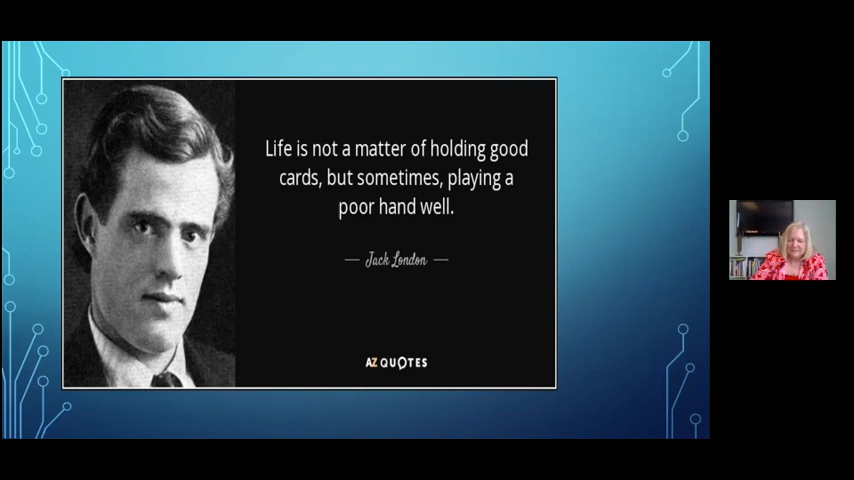 Life is not a matter of holding good
cards, but sometimes, playing a
poor hand well.
— Jack London —
AZ QUOTES